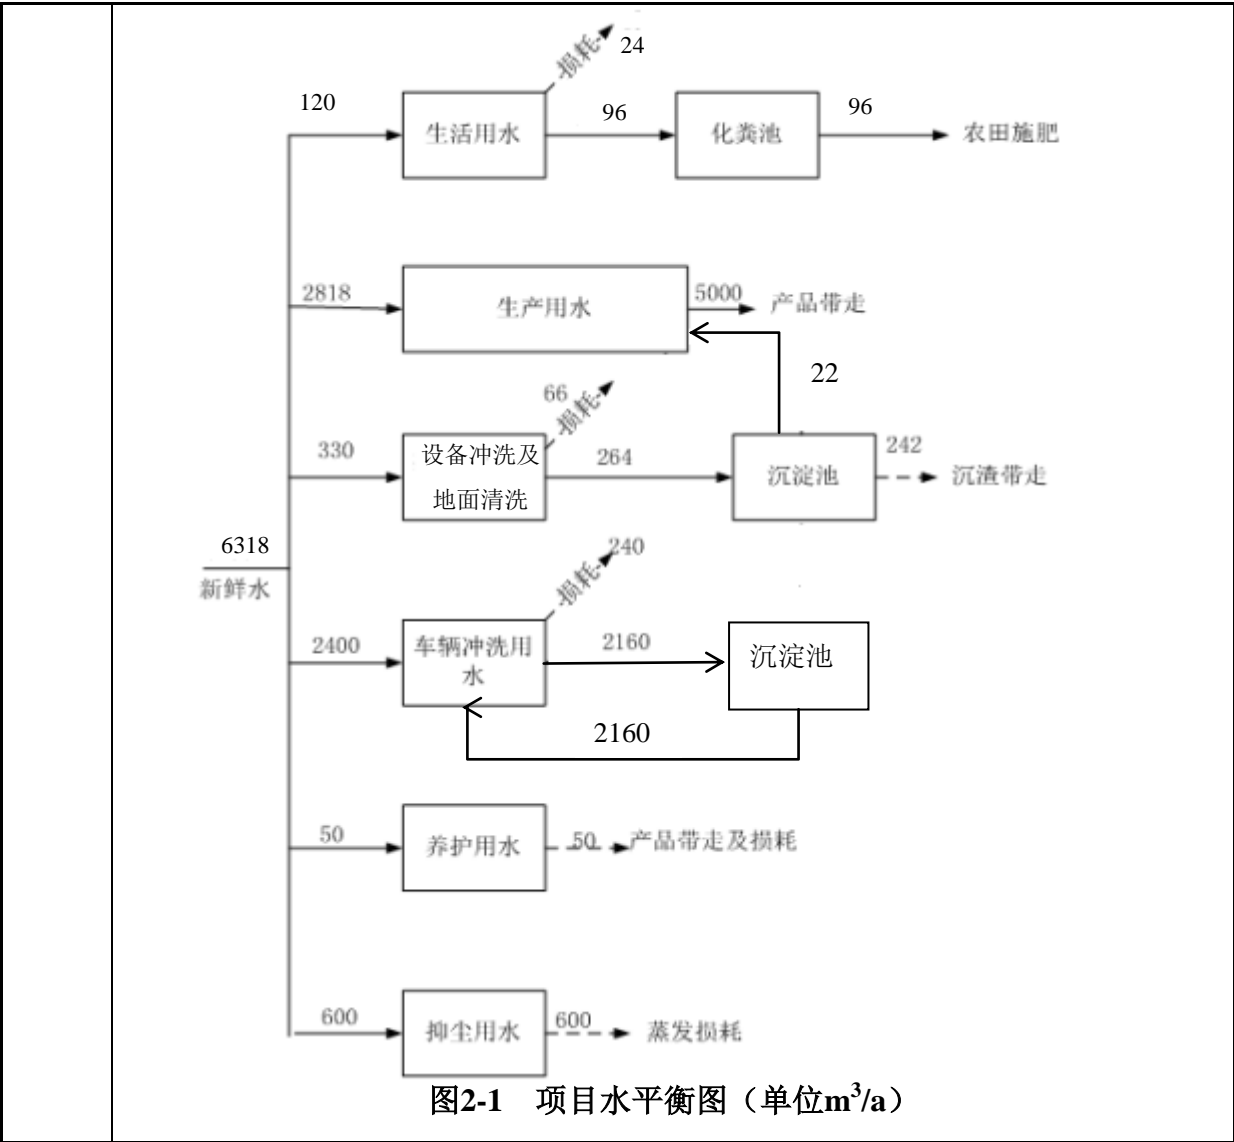 损耗
24
120
96
96
生活用水
化粪池
农田施肥
2818
生产用水
5000
产品带走
22
66
损耗
330
设备冲洗及
地面清洗
264
沉淀池
242
沉渣带走
6318
新鲜水
240
损耗
2400
车辆冲洗用
水
2160
沉淀池
2160
50
养护用水
50
产品带走及损耗
600
抑尘用水
600
蒸发损耗
图2-1 项目水平衡图（单位m³/a）